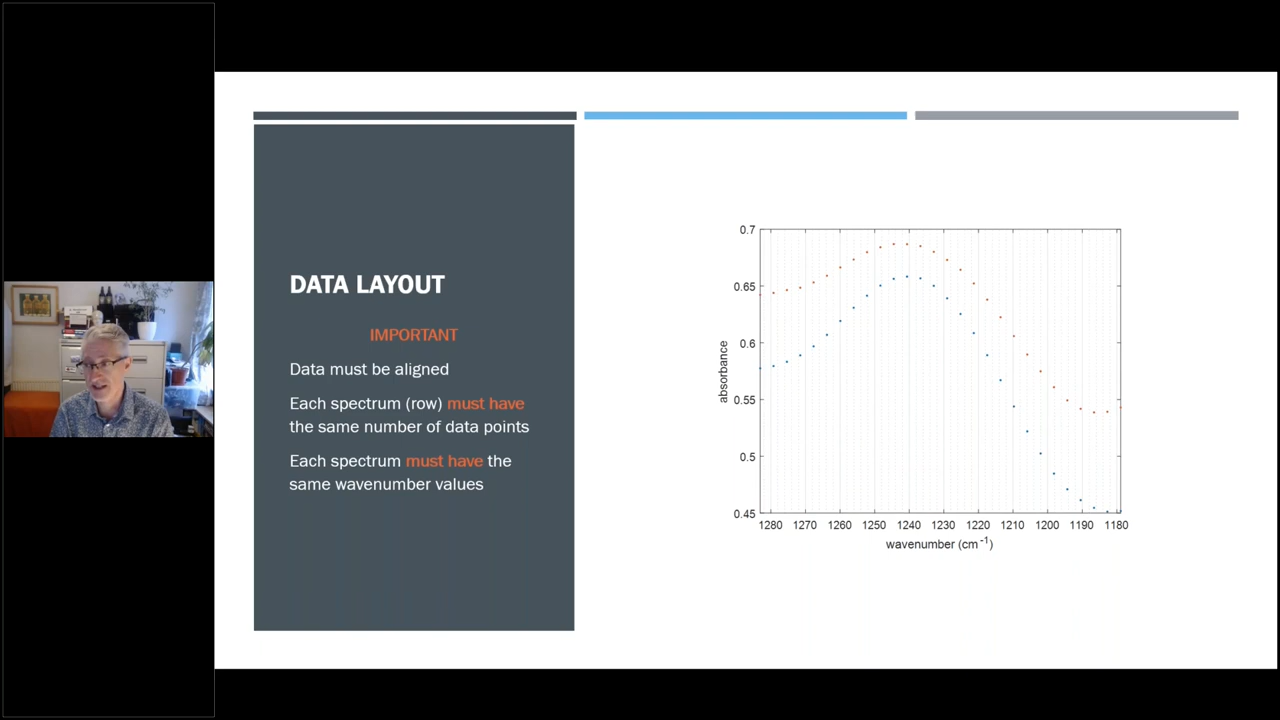 DATA LAYOUT
IMPORTANT
Data must be aligned
Each spectrum (row) must have
the same number of data points
Each spectrum must have the
same wavenumber values
0.7
0.65
0.6
0.55
0.5
0.45
absorbance
1280 1270 1260 1250 1240 1230 1220 1210 1200 1190 1180
wavenumber (cm⁻¹)